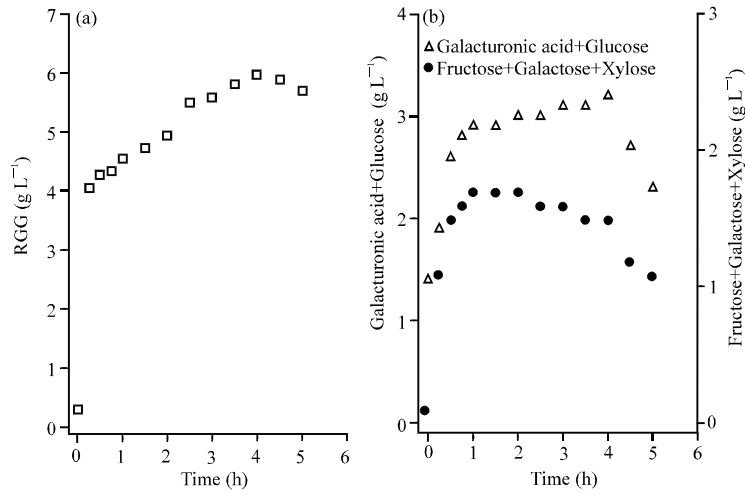 (a)
7
6
5
4
3
2
1
0
RGG (g L⁻¹)
0 1 2 3 4 5 6
Time (h)
(b)
Galacturonic acid+Glucose
Fructose+Galactose+Xylose
4
3
2
1
0
Galacturonic acid+Glucose (g L⁻¹)
3
2
1
0
Fructose+Galactose+Xylose (g L⁻¹)
0 1 2 3 4 5 6
Time (h)